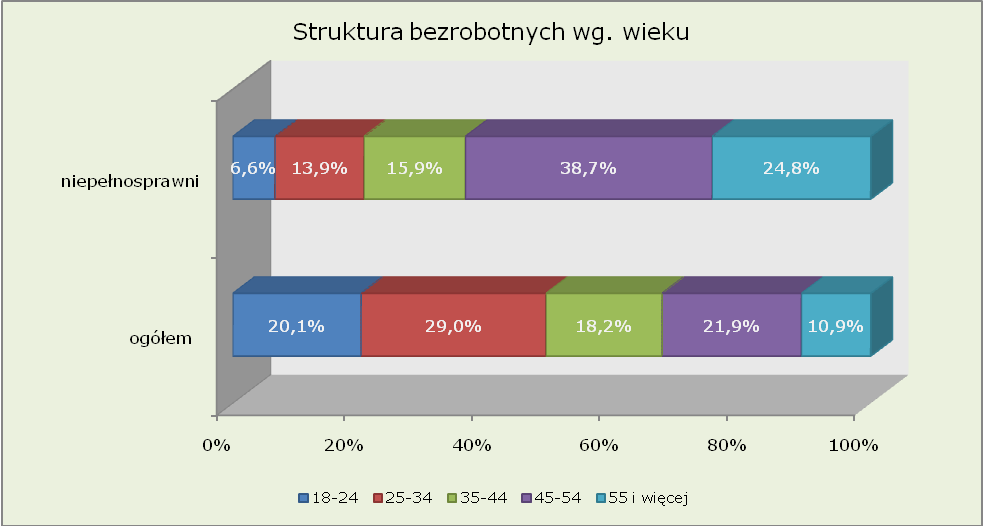 Struktura bezrobotnych wg. wieku
niepełnosprawni
6,6% 13,9% 15,9% 38,7% 24,8%
ogółem
20,1% 29,0% 18,2% 21,9% 10,9%
0% 20% 40% 60% 80% 100%
18-24 25-34 35-44 45-54 55 i więcej